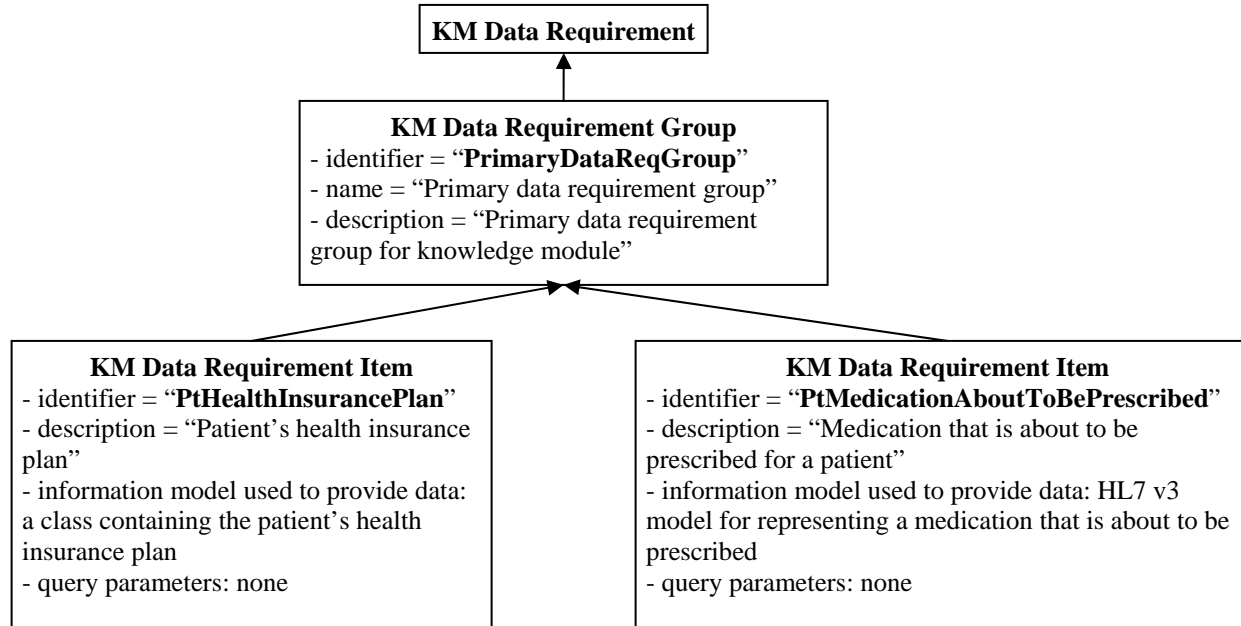 KM Data Requirement
KM Data Requirement Group
- identifier = “PrimaryDataReqGroup”
- name = “Primary data requirement group”
- description = “Primary data requirement
group for knowledge module”
KM Data Requirement Item
- identifier = “PtHealthInsurancePlan”
- description = “Patient’s health insurance
plan”
- information model used to provide data:
a class containing the patient’s health
insurance plan
- query parameters: none
KM Data Requirement Item
- identifier = “PtMedicationAboutToBePrescribed”
- description = “Medication that is about to be
prescribed for a patient”
- information model used to provide data: HL7 v3
model for representing a medication that is about to be
prescribed
- query parameters: none